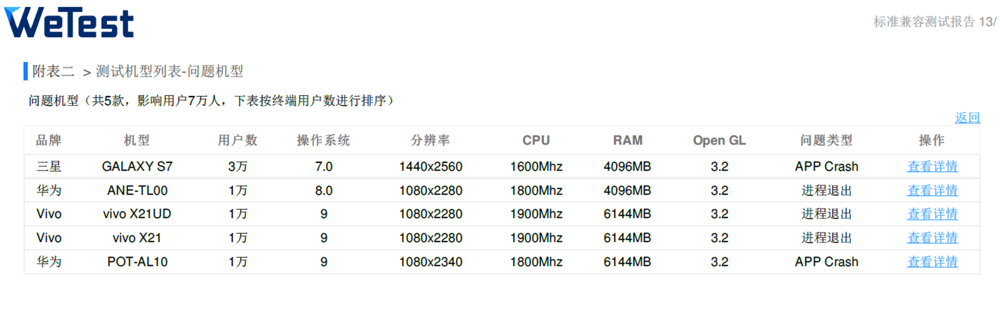 WeTest
标准兼容测试报告 13/
附表二 > 测试机型列表-问题机型
问题机型（共5款，影响用户7万人，下表按终端用户数进行排序）
返回
品牌 机型 用户数 操作系统 分辨率 CPU RAM Open GL 问题类型 操作
三星 GALAXY S7 3万 7.0 1440x2560 1600Mhz 4096MB 3.2 APP Crash 查看详情
华为 ANE-TL00 1万 8.0 1080x2280 1800Mhz 4096MB 3.2 进程退出 查看详情
Vivo vivo X21UD 1万 9 1080x2280 1900Mhz 6144MB 3.2 进程退出 查看详情
Vivo vivo X21 1万 9 1080x2280 1900Mhz 6144MB 3.2 进程退出 查看详情
华为 POT-AL10 1万 9 1080x2340 1800Mhz 6144MB 3.2 APP Crash 查看详情